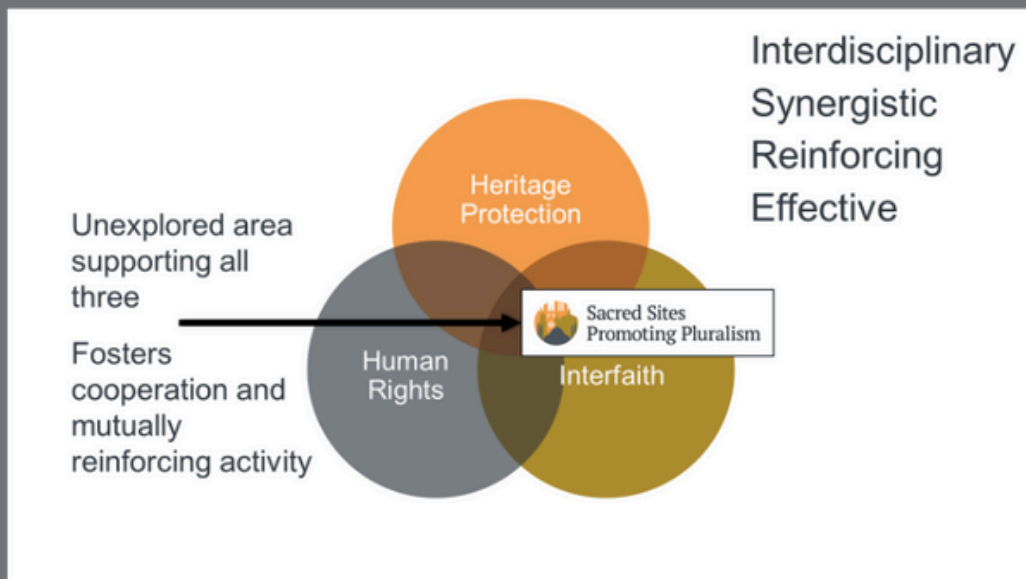 Interdisciplinary
Synergistic
Reinforcing
Effective
Heritage
Protection
Unexplored area
supporting all
three
Sacred Sites
Promoting Pluralism
Fosters
cooperation and
mutually
reinforcing activity
Human
Rights
Interfaith